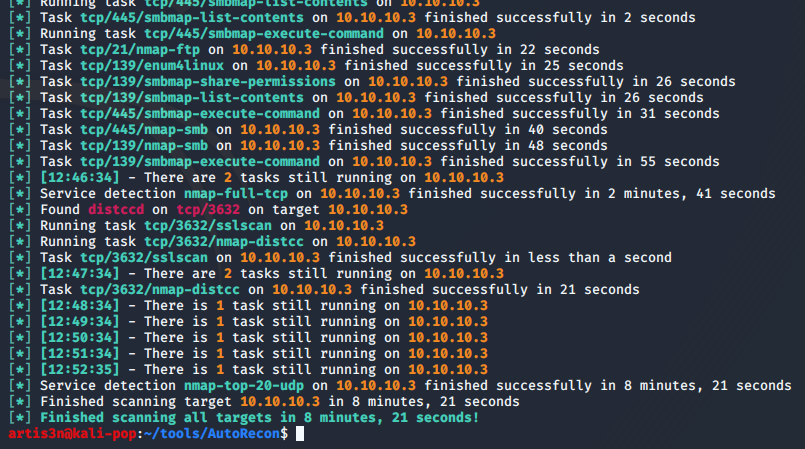 [*] Running task tcp/445/smbmap-list-contents on 10.10.10.3
[*] Task tcp/445/smbmap-list-contents on 10.10.10.3 finished successfully in 2 seconds
[*] Running task tcp/445/smbmap-execute-command on 10.10.10.3
[*] Task tcp/21/nmap-ftp on 10.10.10.3 finished successfully in 22 seconds
[*] Task tcp/139/enum4linux on 10.10.10.3 finished successfully in 25 seconds
[*] Task tcp/139/smbmap-share-permissions on 10.10.10.3 finished successfully in 26 seconds
[*] Task tcp/139/smbmap-list-contents on 10.10.10.3 finished successfully in 26 seconds
[*] Task tcp/445/smbmap-execute-command on 10.10.10.3 finished successfully in 31 seconds
[*] Task tcp/445/nmap-smb on 10.10.10.3 finished successfully in 40 seconds
[*] Task tcp/139/nmap-smb on 10.10.10.3 finished successfully in 48 seconds
[*] Task tcp/139/smbmap-execute-command on 10.10.10.3 finished successfully in 55 seconds
[*] [12:46:34] - There are 2 tasks still running on 10.10.10.3
[*] Service detection nmap-full-tcp on 10.10.10.3 finished successfully in 2 minutes, 41 seconds
[*] Found distccd on tcp/3632 on target 10.10.10.3
[*] Running task tcp/3632/sslscan on 10.10.10.3
[*] Running task tcp/3632/nmap-distcc on 10.10.10.3
[*] Task tcp/3632/sslscan on 10.10.10.3 finished successfully in less than a second
[*] [12:47:34] - There are 2 tasks still running on 10.10.10.3
[*] Task tcp/3632/nmap-distcc on 10.10.10.3 finished successfully in 21 seconds
[*] [12:48:34] - There is 1 task still running on 10.10.10.3
[*] [12:49:34] - There is 1 task still running on 10.10.10.3
[*] [12:50:34] - There is 1 task still running on 10.10.10.3
[*] [12:51:34] - There is 1 task still running on 10.10.10.3
[*] [12:52:35] - There is 1 task still running on 10.10.10.3
[*] Service detection nmap-top-20-udp on 10.10.10.3 finished successfully in 8 minutes, 21 seconds
[*] Finished scanning target 10.10.10.3 in 8 minutes, 21 seconds
[*] Finished scanning all targets in 8 minutes, 21 seconds!
artis3n@kali-pop:~/tools/AutoRecon$